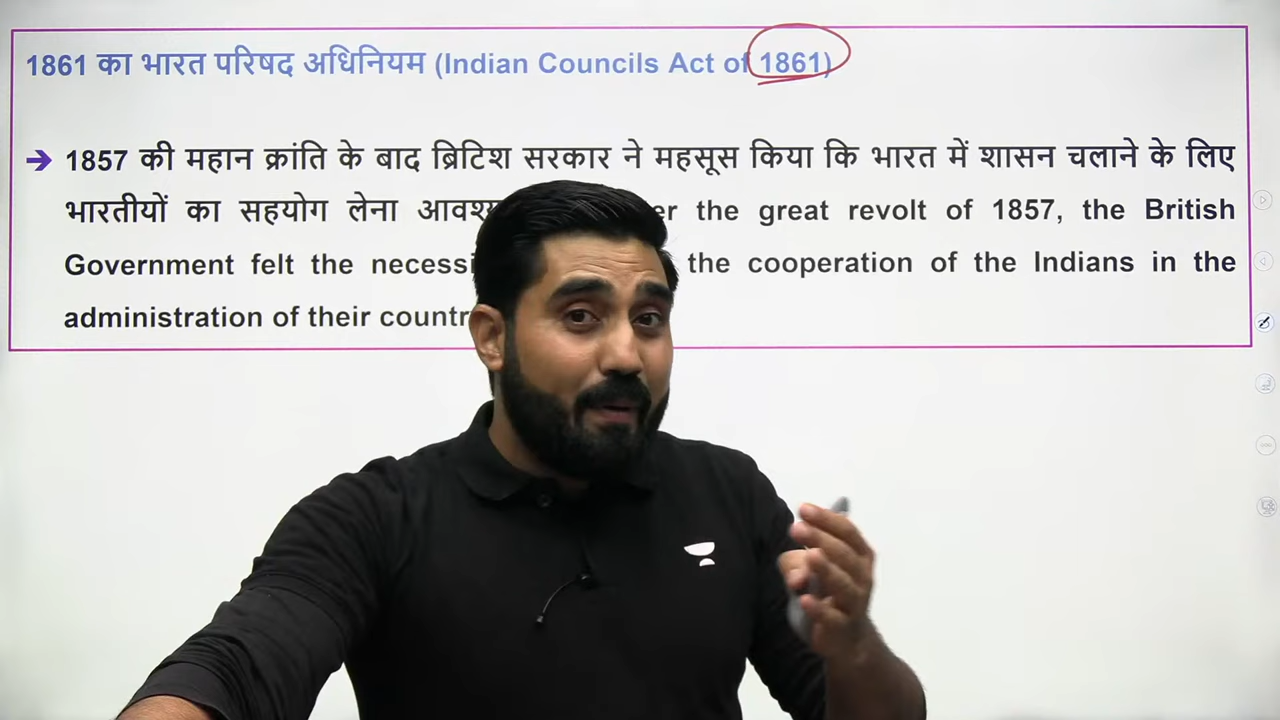 1861 का भारत परिषद अधिनियम (Indian Councils Act of 1861)
➔ 1857 की महान क्रांति के बाद ब्रिटिश सरकार ने महसूस किया कि भारत में शासन चलाने के लिए
भारतीयों का सहयोग लेना the great revolt of 1857, the British
Government felt the the cooperation of the Indians in the
administration of their